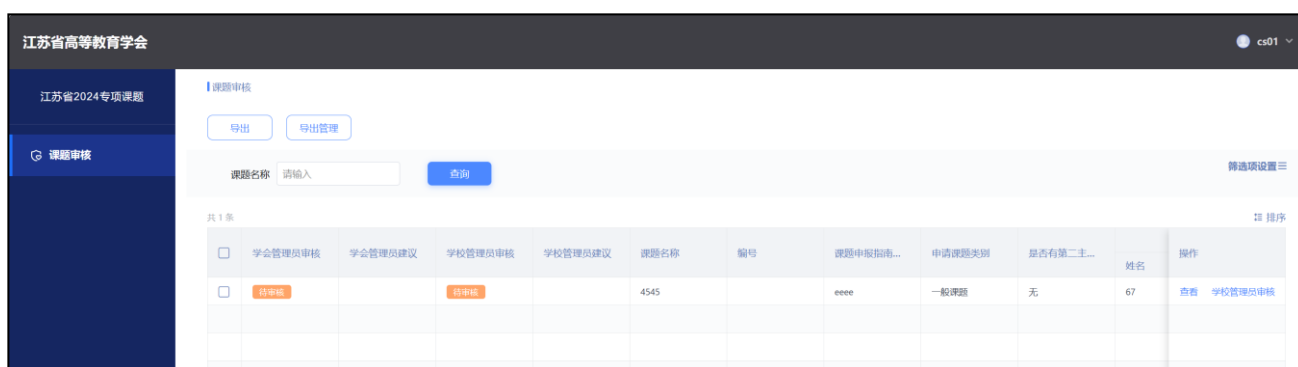 江苏省高等教育学会
cs01
江苏省2024专项课题
课题审核
课题审核
导出 导出管理
课题名称 请输入 查询 筛选项设置
共 1 条 排序
学会管理员审核 学会管理员建议 学校管理员审核 学校管理员建议 课题名称 编号 课题申报指南... 申请课题类别 是否有第二主... 姓名 操作
待审核 待审核 4545 eeee 一般课题 无 67 查看 学校管理员审核